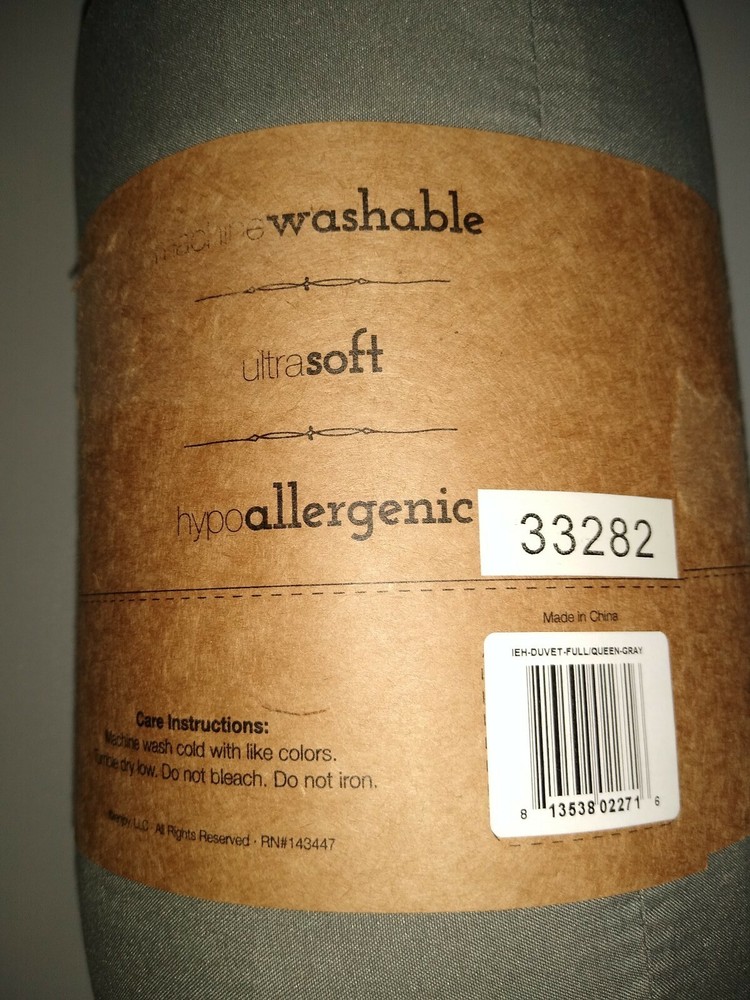 machinewashable
ultrasoft
hypoallergenic
33282
Made in China
IEH-DUVET-FULL/QUEEN-GRAY
8 13538 02271 6
Care Instructions:
Machine wash cold with like colors.
Tumble dry low. Do not bleach. Do not iron.
LLC · All Rights Reserved · RN#143447